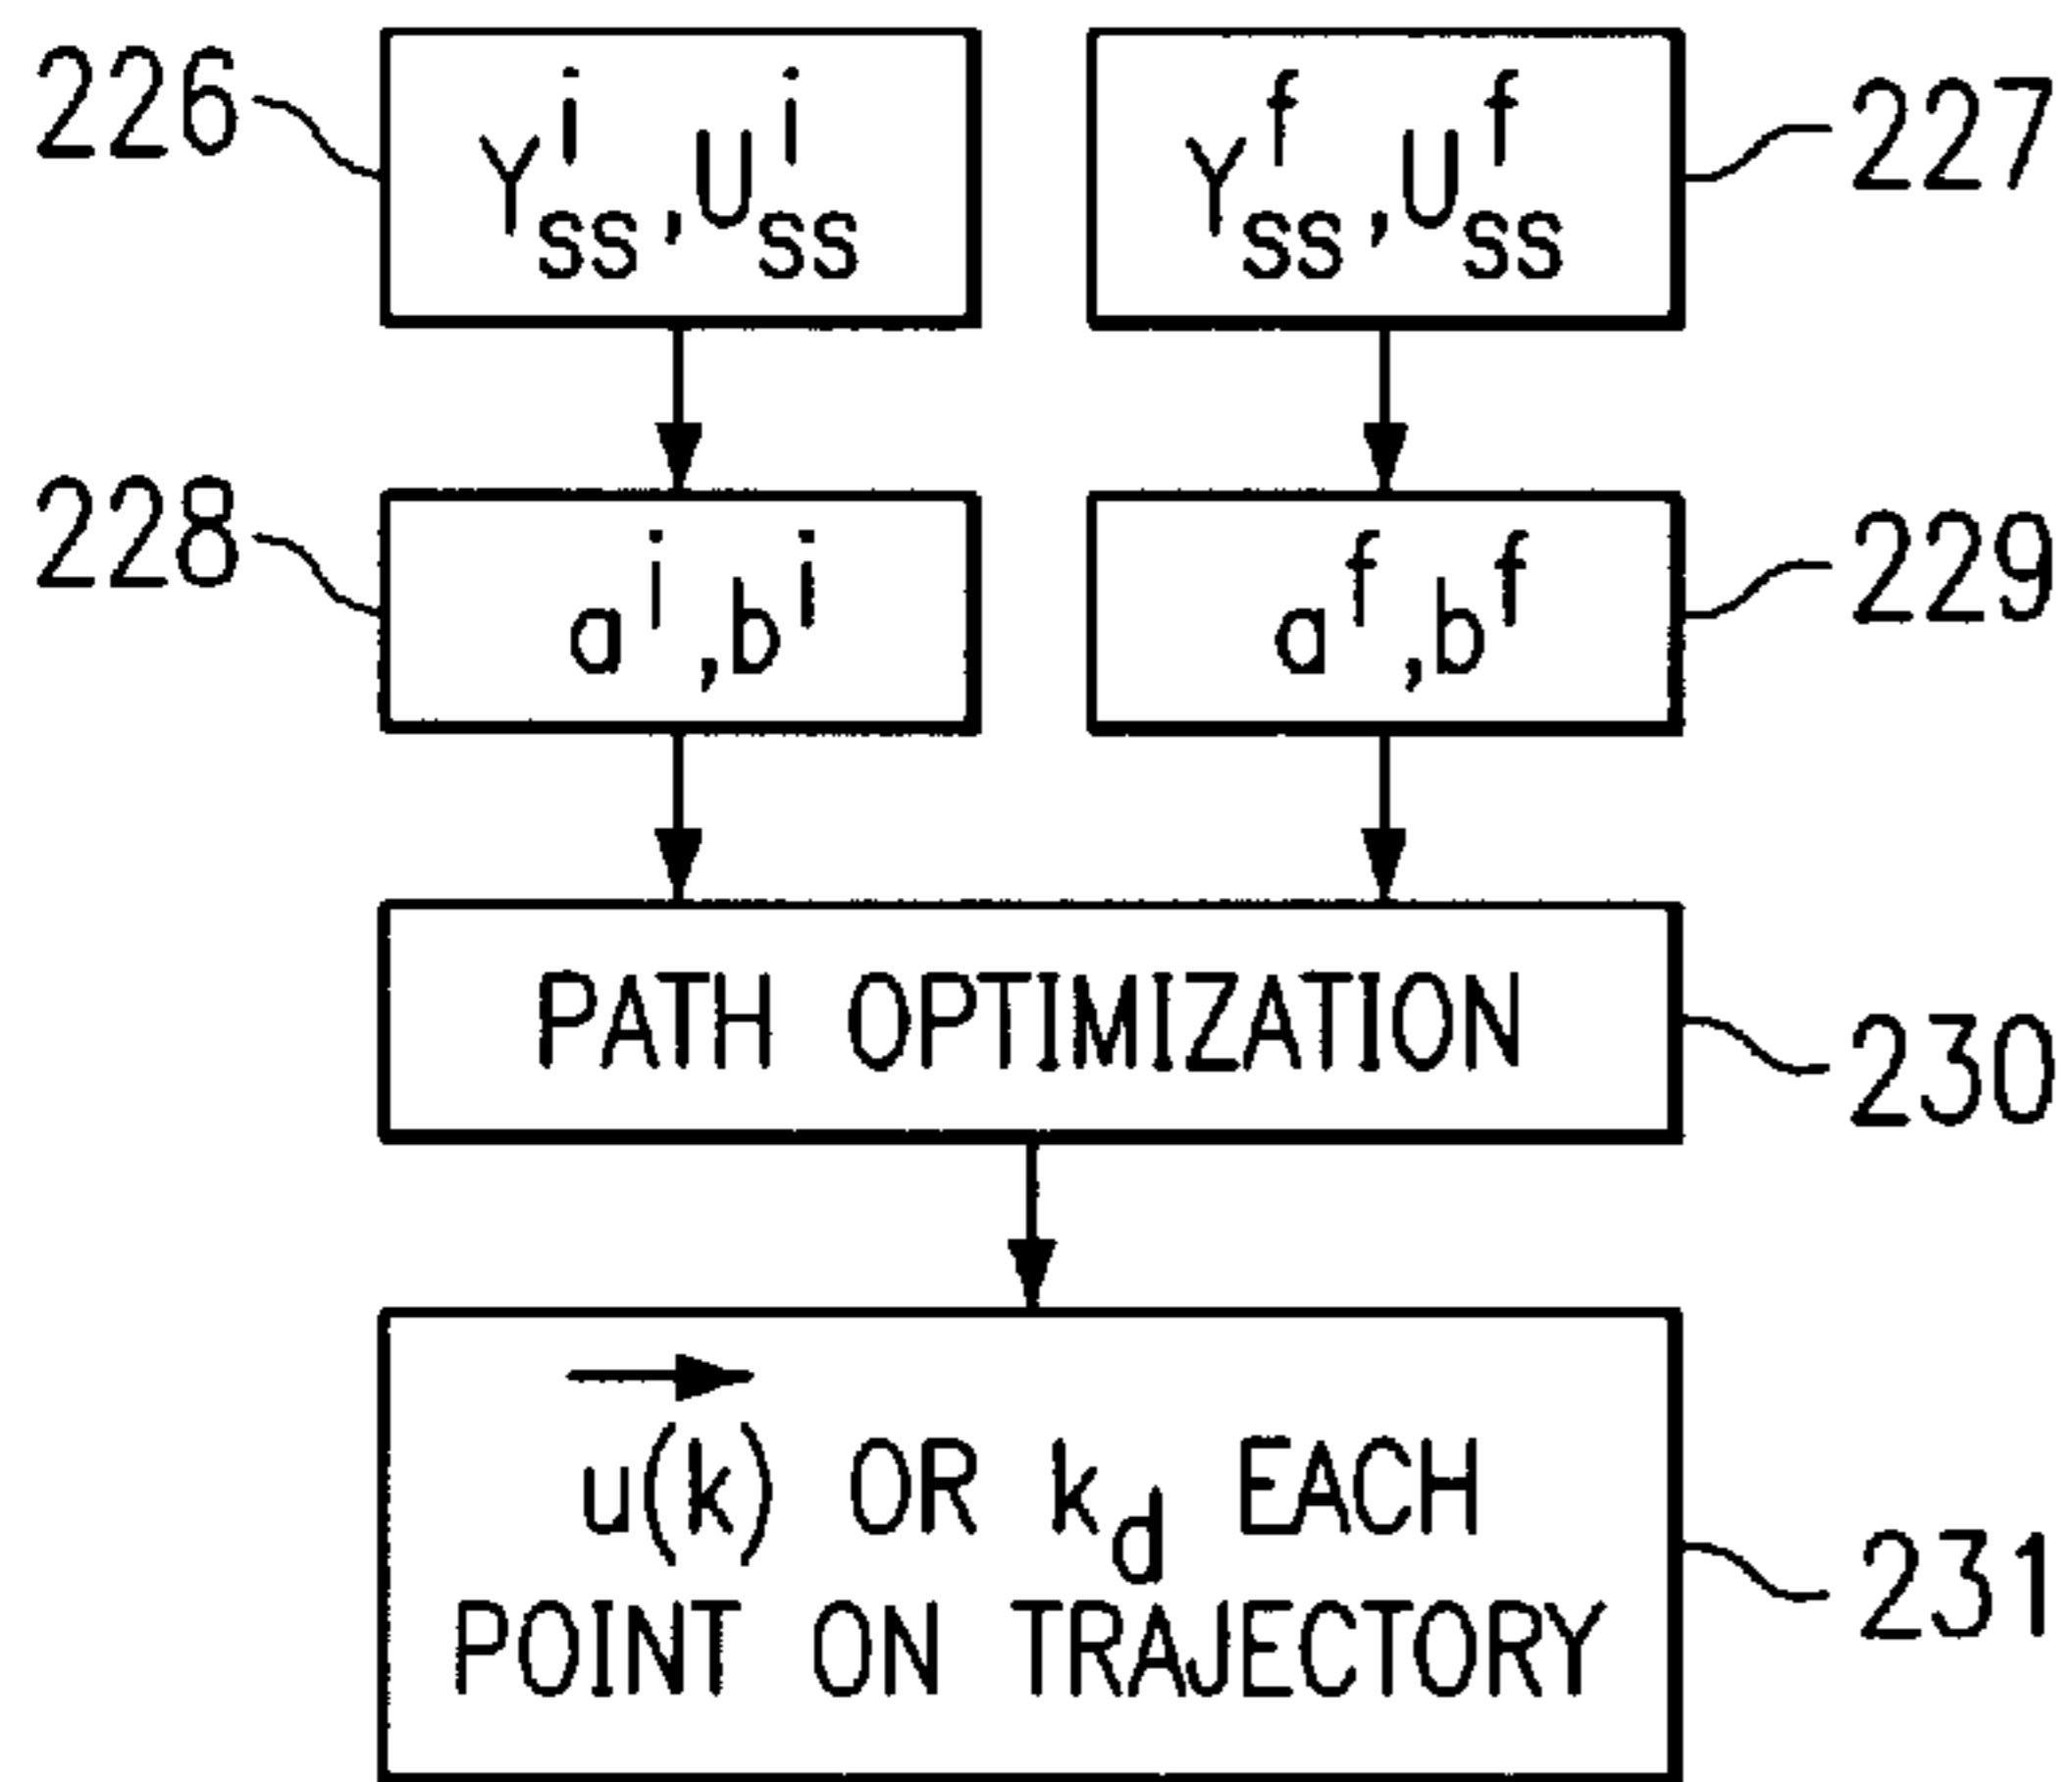 226
Y^i_ss, U^i_ss
Y^f_ss, U^f_ss
227
228
a^i, b^i
a^f, b^f
229
PATH OPTIMIZATION
230
u(k) OR k_d EACH
POINT ON TRAJECTORY
231